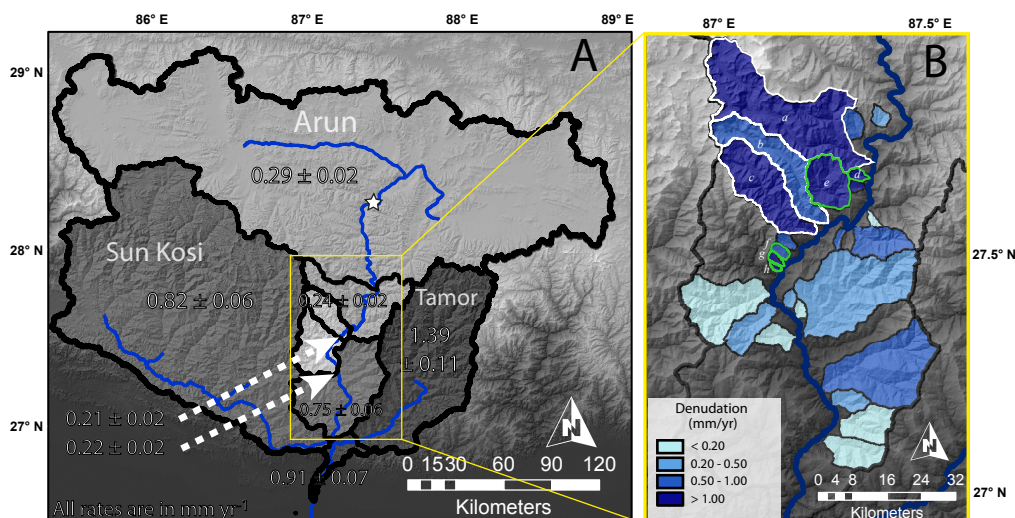 86° E
87° E
88° E
89° E
29° N
28° N
27° N
A
Arun
0.29 ± 0.02
Sun Kosi
0.82 ± 0.06
0.24 ± 0.02
Tamor
1.39
± 0.11
0.75 ± 0.06
0.21 ± 0.02
0.22 ± 0.02
0.91 ± 0.07
All rates are in mm yr⁻¹
N
0 15 30 60 90 120
Kilometers
87° E
87.5° E
B
a
b
c
d
e
f
g
h
27.5° N
27° N
Denudation
(mm/yr)
< 0.20
0.20 - 0.50
0.50 - 1.00
> 1.00
N
0 4 8 16 24 32
Kilometers